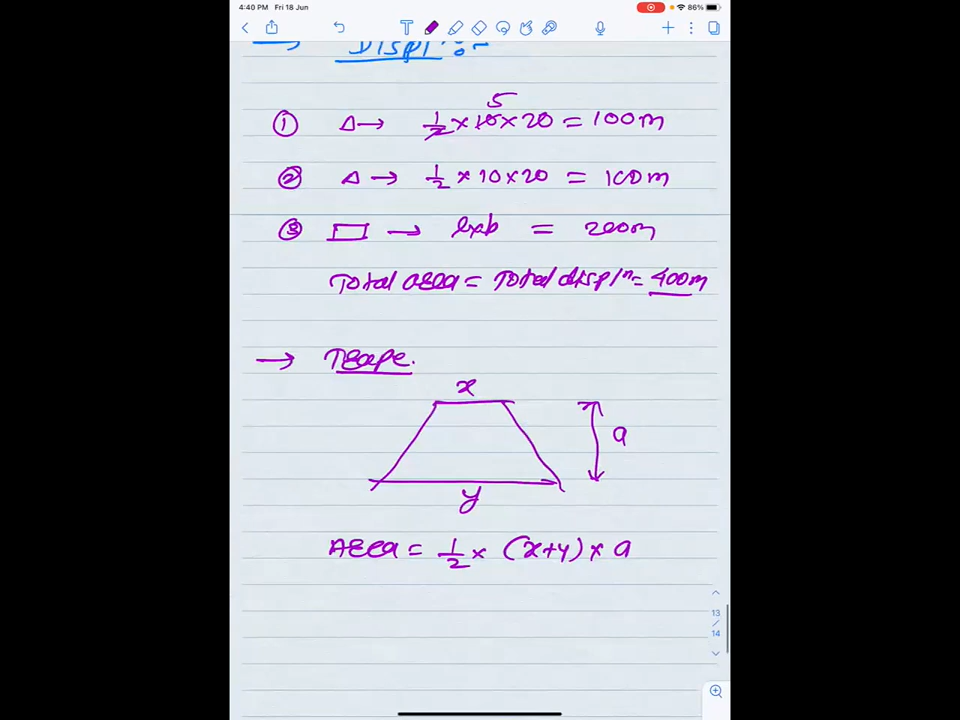 4:40 PM Fri 18 Jun
86%
Displ^n:-
5
① Δ→ 1/2 × 10 × 20 = 100m
② Δ → 1/2 × 10 × 20 = 100m
③ → l×b = 200m
Total area = Total displ^n = 400m
→ Trape.
x
a
y
Area = 1/2 × (x+y) × a
13
/
14